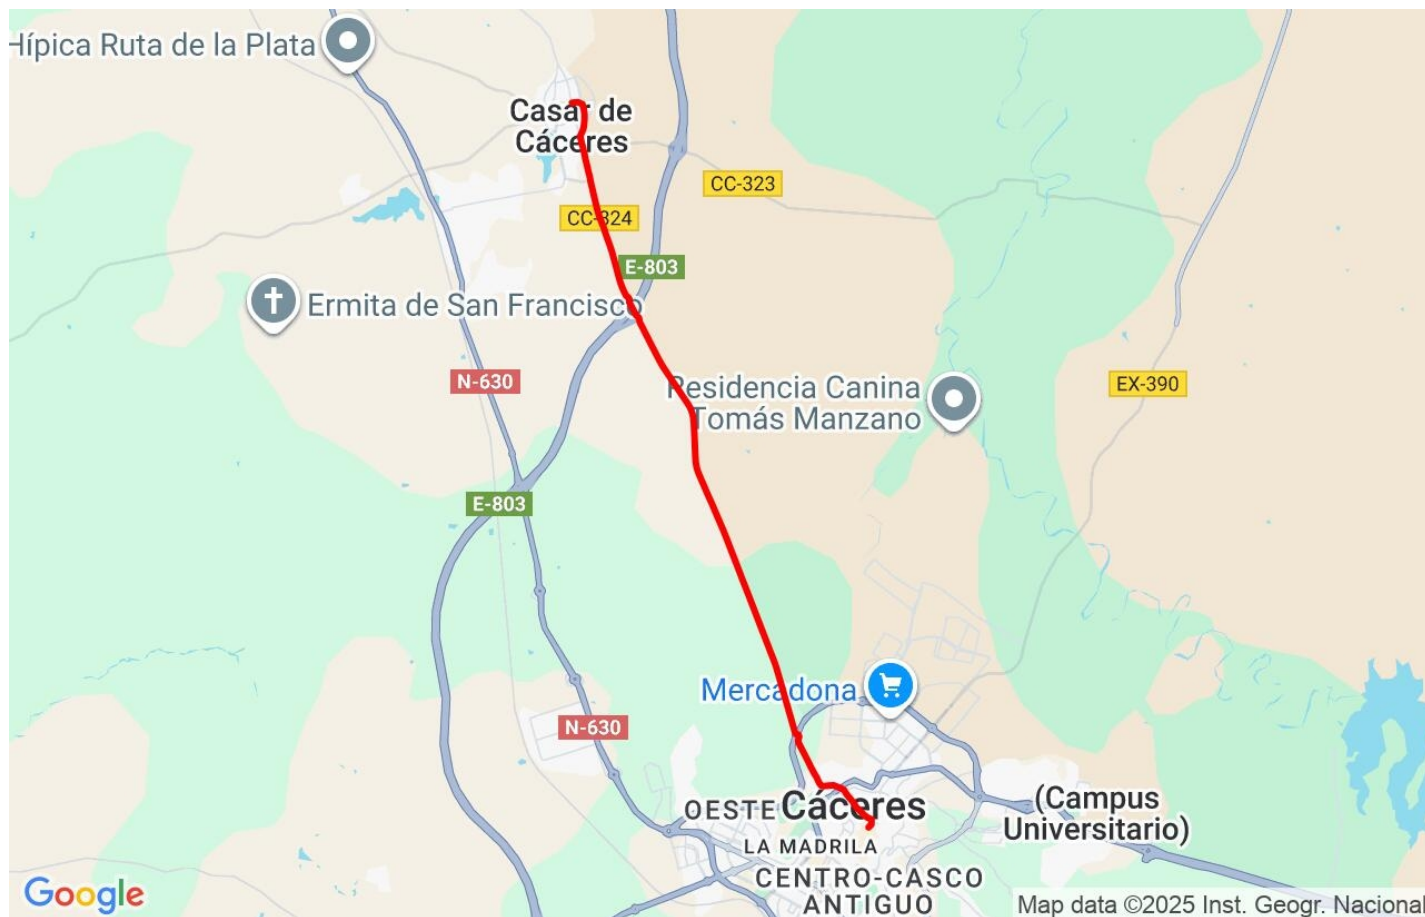 Hípica Ruta de la Plata
Casar de
Cáceres
CC-323
CC-324
E-803
Ermita de San Francisco
N-630
Residencia Canina
Tomás Manzano
EX-390
E-803
Mercadona
N-630
OESTE
Cáceres
(Campus
Universitario)
LA MADRILA
CENTRO-CASCO
ANTIGUO
Google
Map data ©2025 Inst. Geogr. Nacional